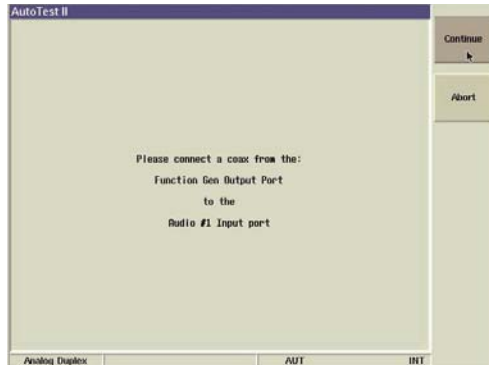 AutoTest II
Continue
Abort
Please connect a coax from the:
Function Gen Output Port
to the
Audio #1 Input port
Analog Duplex
AUT
INT